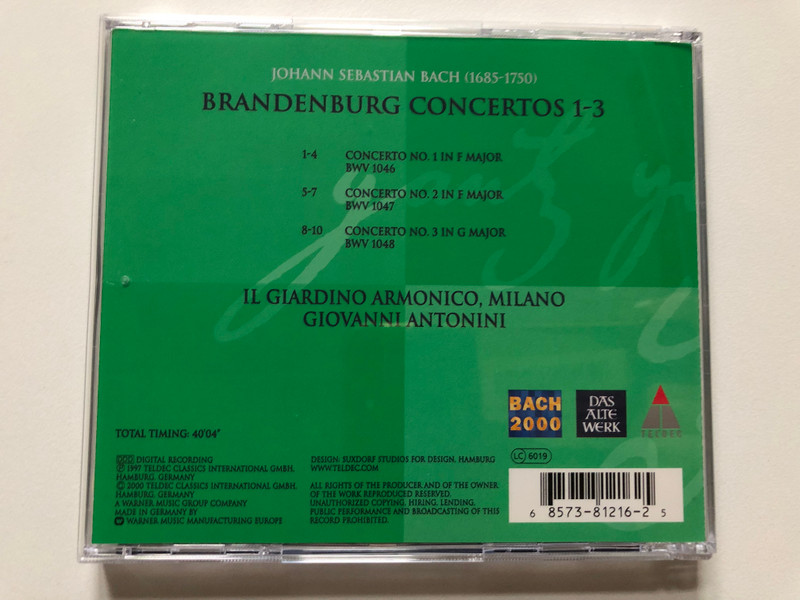 JOHANN SEBASTIAN BACH (1685-1750)
BRANDENBURG CONCERTOS 1-3
1-4 CONCERTO NO. 1 IN F MAJOR
BWV 1046
5-7 CONCERTO NO. 2 IN F MAJOR
BWV 1047
8-10 CONCERTO NO. 3 IN G MAJOR
BWV 1048
IL GIARDINO ARMONICO, MILANO
GIOVANNI ANTONINI
BACH
2000
DAS
ALTE
WERK
TELDEC
TOTAL TIMING: 40'04"
DDD DIGITAL RECORDING
℗ 1997 TELDEC CLASSICS INTERNATIONAL GMBH,
HAMBURG, GERMANY
© 2000 TELDEC CLASSICS INTERNATIONAL GMBH,
HAMBURG, GERMANY
A WARNER MUSIC GROUP COMPANY
MADE IN GERMANY BY
WARNER MUSIC MANUFACTURING EUROPE
DESIGN: SUXDORF STUDIOS FOR DESIGN, HAMBURG
WWW.TELDEC.COM
ALL RIGHTS OF THE PRODUCER AND OF THE OWNER
OF THE WORK REPRODUCED RESERVED.
UNAUTHORIZED COPYING, HIRING, LENDING,
PUBLIC PERFORMANCE AND BROADCASTING OF THIS
RECORD PROHIBITED.
LC 6019
6 85738-81216-2 5